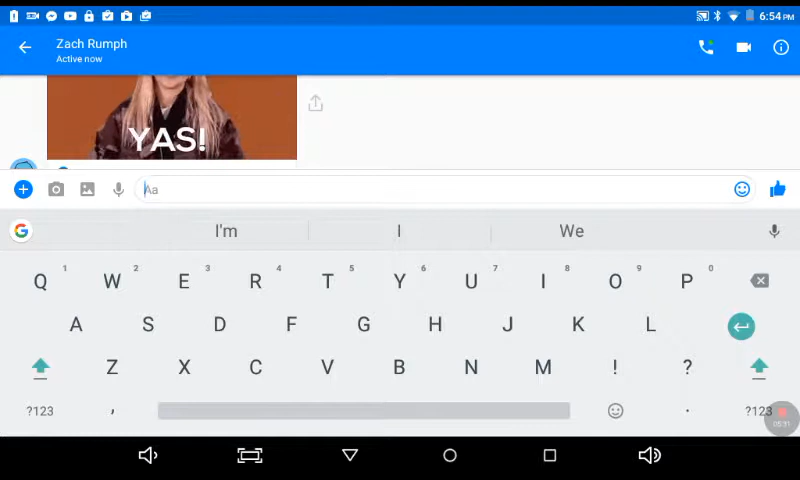 6:54 PM
Zach Rumph
Active now
YAS!
Aa
I'm I We
Q 1 W 2 E 3 R 4 T 5 Y 6 U 7 I 8 O 9 P 0
A S D F G H J K L
Z X C V B N M ! ?
?123 , . ?123